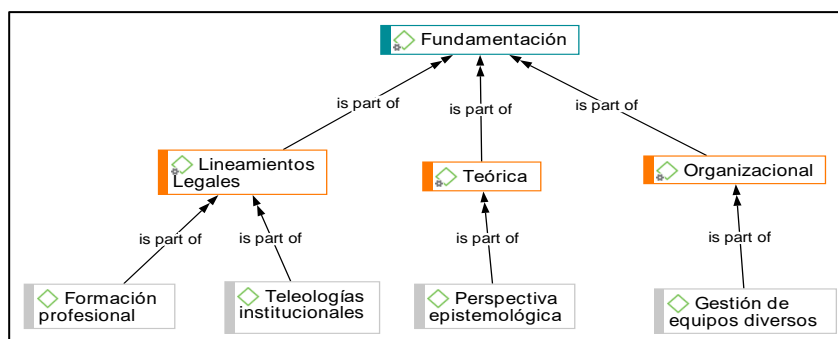 Fundamentación
is part of
is part of
is part of
Lineamientos
Legales
Teórica
Organizacional
is part of
is part of
is part of
is part of
Formación
profesional
Teleologías
institucionales
Perspectiva
epistemológica
Gestión de
equipos diversos